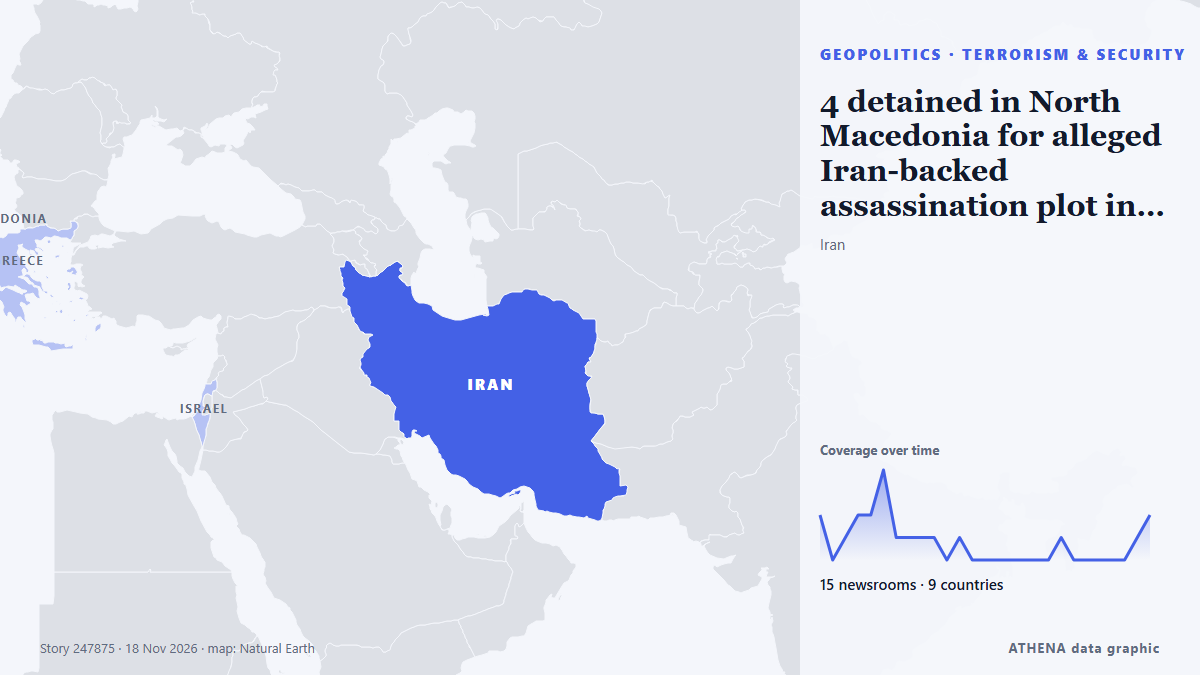 GEOPOLITICS · TERRORISM & SECURITY
4 detained in North
Macedonia for alleged
Iran-backed
assassination plot in...
Iran
DONIA
REECE
ISRAEL
IRAN
Coverage over time
15 newsrooms · 9 countries
Story 247875 · 18 Nov 2026 · map: Natural Earth
ATHENA data graphic